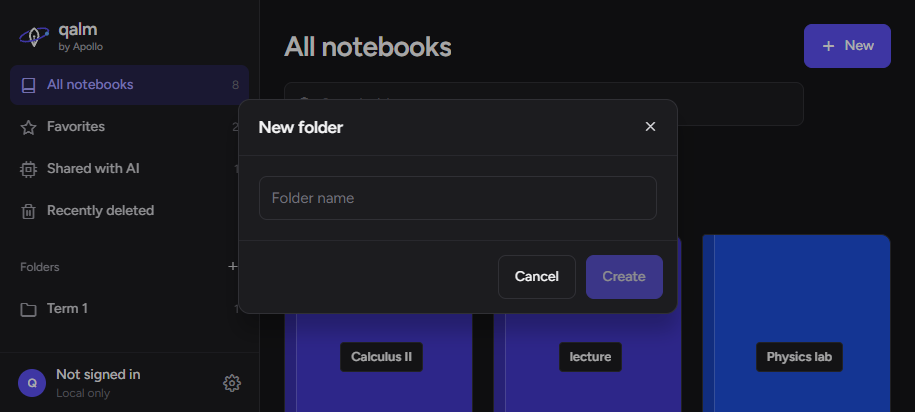 qalm
by Apollo
All notebooks 8
Favorites 2
Shared with AI 1
Recently deleted
Folders +
Term 1 1
Q
Not signed in
Local only
All notebooks
+ New
New folder
×
Folder name
Cancel
Create
Calculus II
lecture
Physics lab